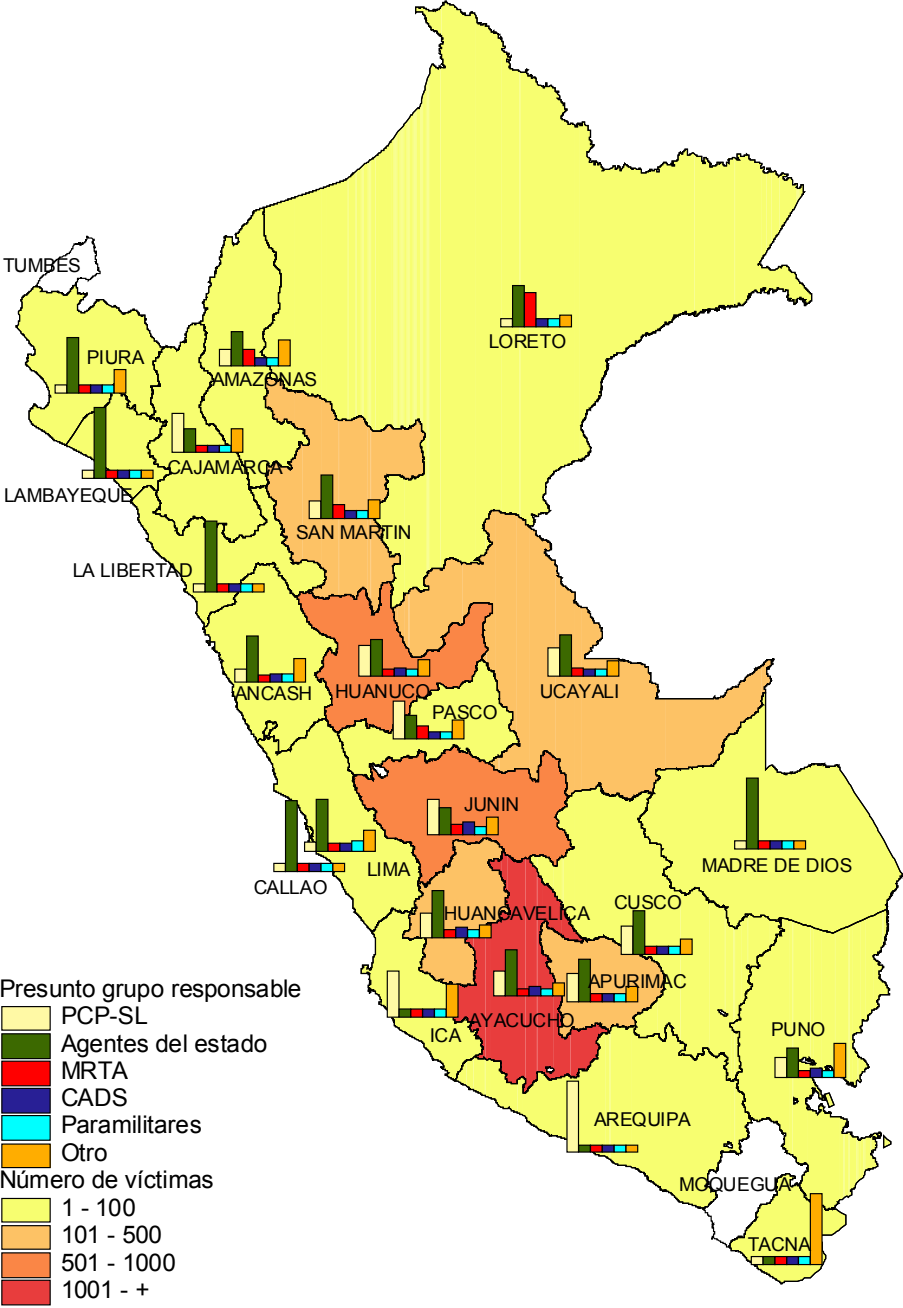 TUMBES
LORETO
PIURA
AMAZONAS
CAJAMARCA
LAMBAYEQUE
SAN MARTIN
LA LIBERTAD
ANCASH
HUANUCO
UCAYALI
PASCO
JUNIN
LIMA
MADRE DE DIOS
CALLAO
CUSCO
HUANCAVELICA
APURIMAC
AYACUCHO
ICA
PUNO
AREQUIPA
MOQUEGUA
TACNA
Presunto grupo responsable
PCP-SL
Agentes del estado
MRTA
CADS
Paramilitares
Otro
Número de víctimas
1 - 100
101 - 500
501 - 1000
1001 - +